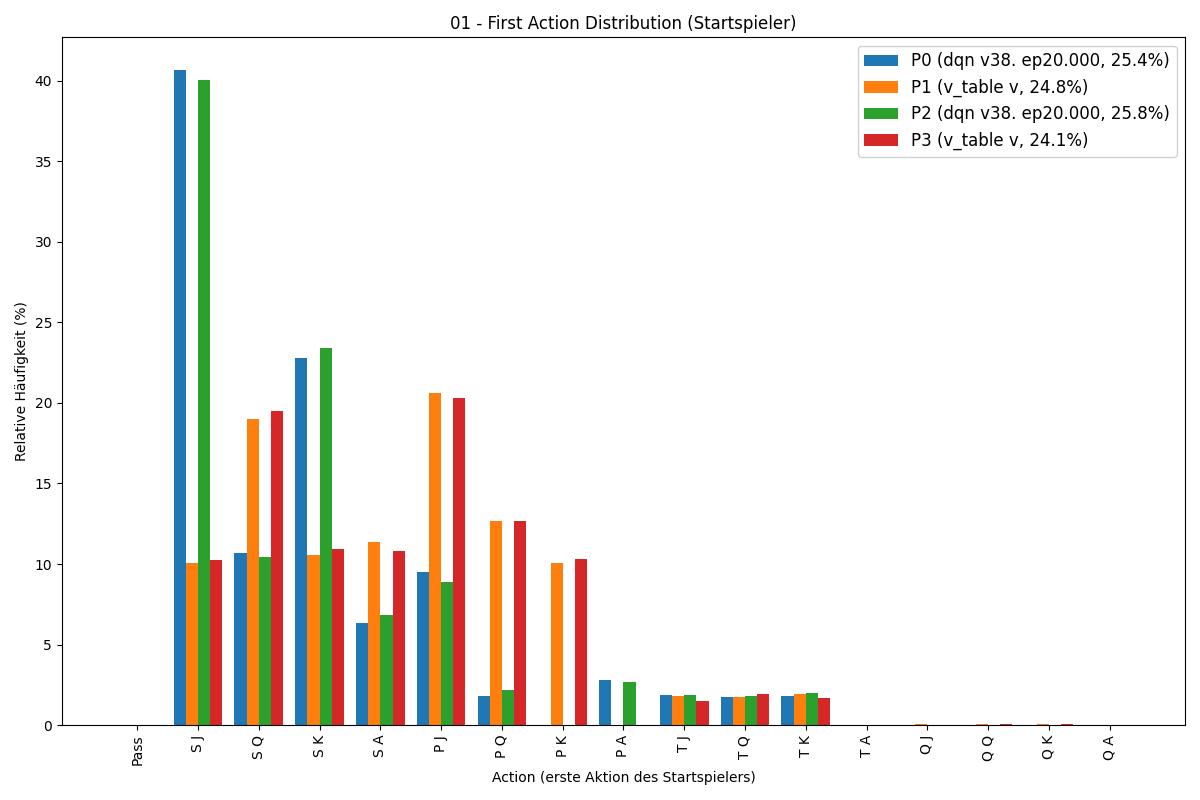 01 - First Action Distribution (Startspieler)
P0 (dqn v38. ep20.000, 25.4%)
P1 (v_table v, 24.8%)
P2 (dqn v38. ep20.000, 25.8%)
P3 (v_table v, 24.1%)
Relative Häufigkeit (%)
40
35
30
25
20
15
10
5
0
Pass
S J
S Q
S K
S A
P J
P Q
P K
P A
T J
T Q
T K
T A
Q J
Q Q
Q K
Q A
Action (erste Aktion des Startspielers)